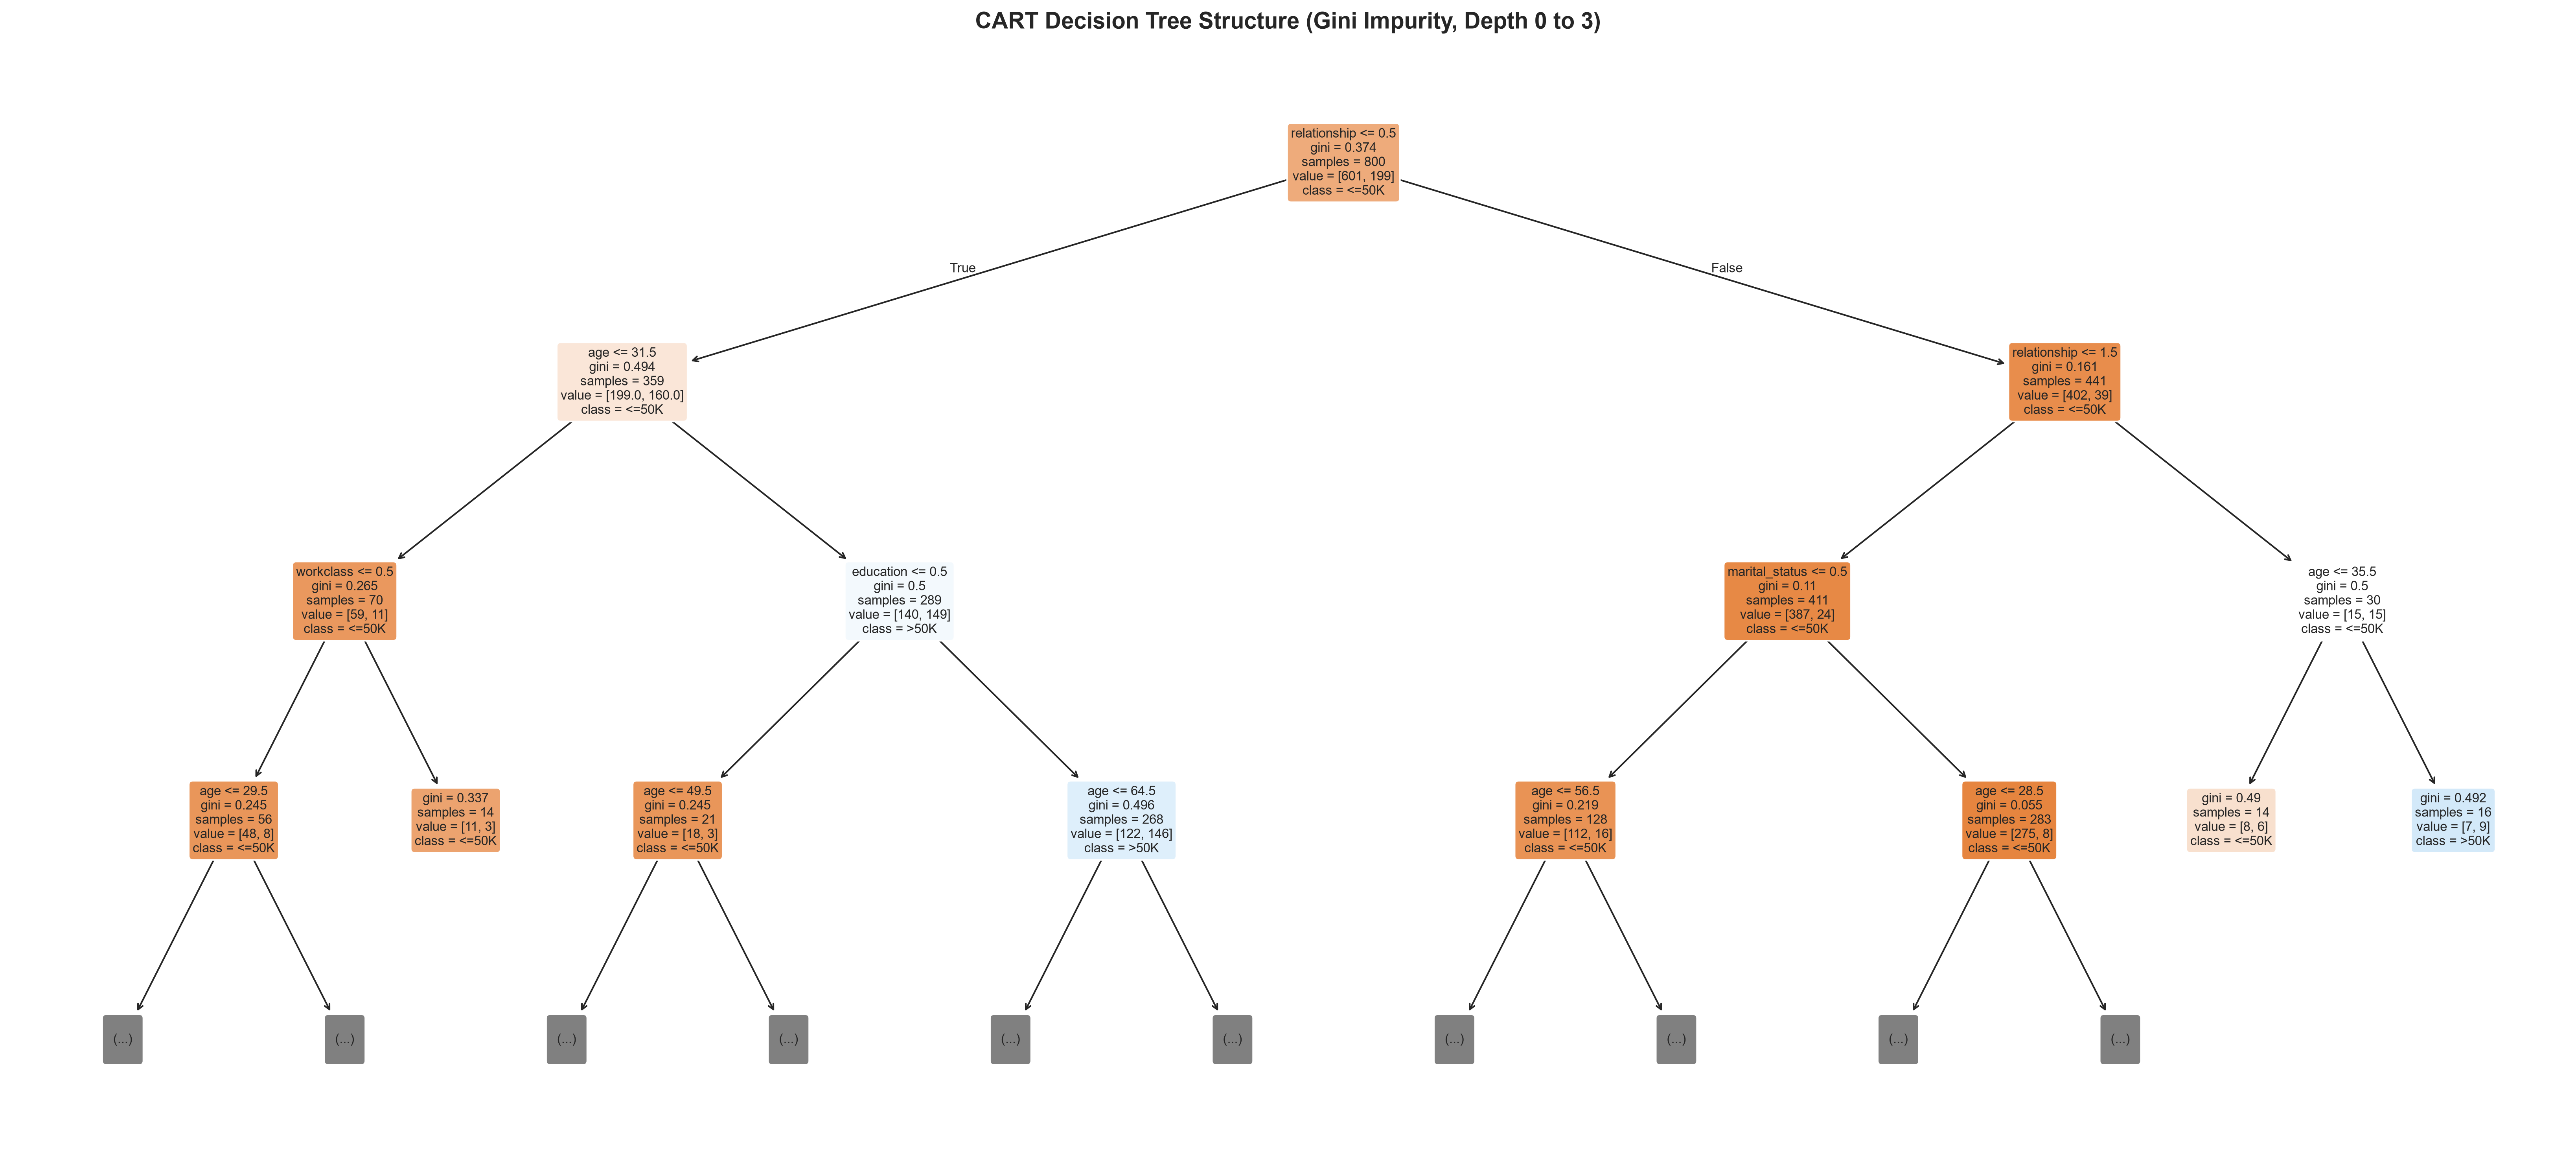 CART Decision Tree Structure (Gini Impurity, Depth 0 to 3)
relationship <= 0.5
gini = 0.374
samples = 800
value = [601, 199]
class = <=50K
True
False
age <= 31.5
gini = 0.494
samples = 359
value = [199.0, 160.0]
class = <=50K
relationship <= 1.5
gini = 0.161
samples = 441
value = [402, 39]
class = <=50K
workclass <= 0.5
gini = 0.265
samples = 70
value = [59, 11]
class = <=50K
education <= 0.5
gini = 0.5
samples = 289
value = [140, 149]
class = >50K
marital_status <= 0.5
gini = 0.11
samples = 411
value = [387, 24]
class = <=50K
age <= 35.5
gini = 0.5
samples = 30
value = [15, 15]
class = <=50K
age <= 29.5
gini = 0.245
samples = 56
value = [48, 8]
class = <=50K
gini = 0.337
samples = 14
value = [11, 3]
class = <=50K
age <= 49.5
gini = 0.245
samples = 21
value = [18, 3]
class = <=50K
age <= 64.5
gini = 0.496
samples = 268
value = [122, 146]
class = >50K
age <= 56.5
gini = 0.219
samples = 128
value = [112, 16]
class = <=50K
age <= 28.5
gini = 0.055
samples = 283
value = [275, 8]
class = <=50K
gini = 0.49
samples = 14
value = [8, 6]
class = <=50K
gini = 0.492
samples = 16
value = [7, 9]
class = >50K
(...)
(...)
(...)
(...)
(...)
(...)
(...)
(...)
(...)
(...)